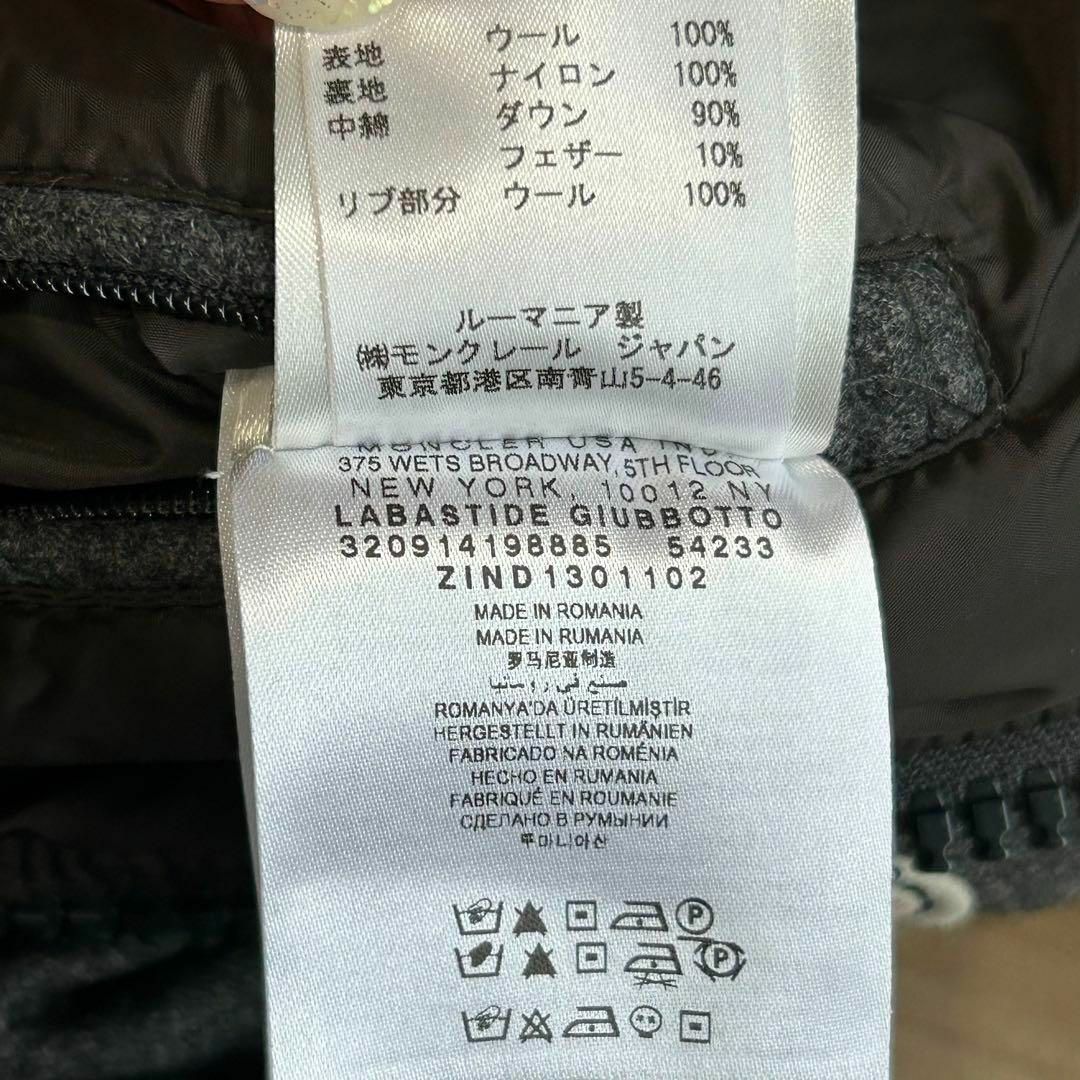 表地 ウール 100%
裏地 ナイロン 100%
中綿 ダウン 90%
フェザー 10%
リブ部分 ウール 100%
ルーマニア製
㈱モンクレール ジャパン
東京都港区南青山5-4-46
MONCLER USA
375 WETS BROADWAY, 5TH FLOOR
NEW YORK, 10012 NY
LABASTIDE GIUBBOTTO
320914198885 54233
ZIND1301102
MADE IN ROMANIA
MADE IN RUMANIA
罗马尼亚制造
ROMANYA'DA ÜRETİLMİŞTİR
HERGESTELLT IN RUMÄNIEN
FABRICADO NA ROMÉNIA
HECHO EN RUMANIA
FABRIQUÉ EN ROUMANIE
СДЕЛАНО В РУМЫНИИ
루마니아산
P
P